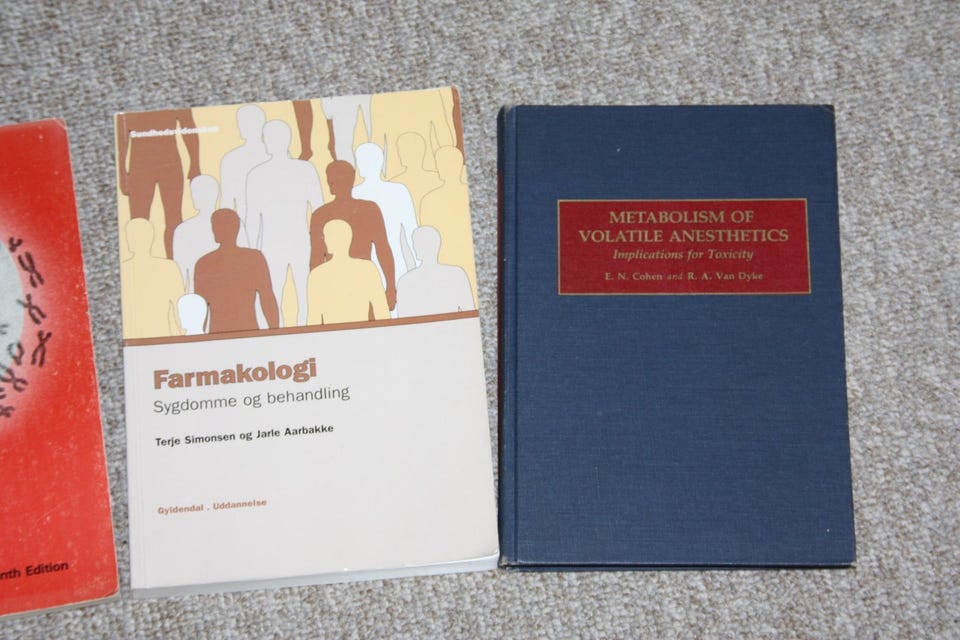 nth Edition
Sundhedsvidenskab
Farmakologi
Sygdomme og behandling
Terje Simonsen og Jarle Aarbakke
Gyldendal . Uddannelse
METABOLISM OF
VOLATILE ANESTHETICS
Implications for Toxicity
E. N. Cohen and R. A. Van Dyke